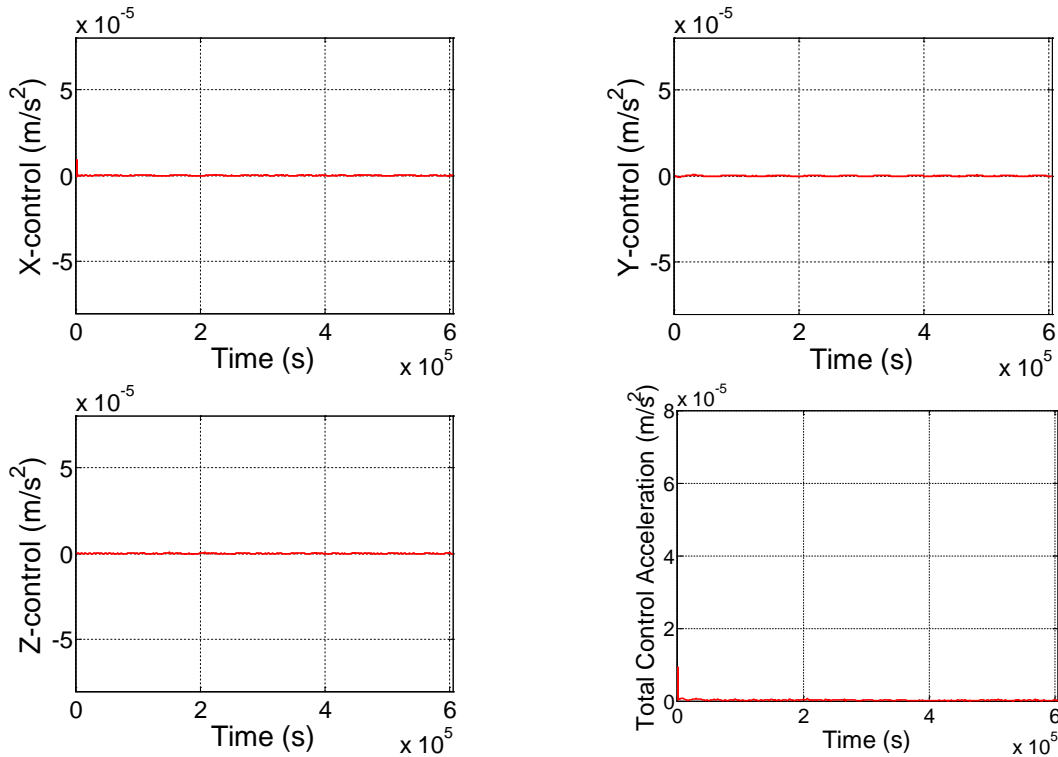 x 10^-5
5
0
-5
X-control (m/s^2)
0 2 4 6
Time (s)
x 10^5
x 10^-5
5
0
-5
Y-control (m/s^2)
0 2 4 6
Time (s)
x 10^5
x 10^-5
5
0
-5
Z-control (m/s^2)
0 2 4 6
Time (s)
x 10^5
x 10^-5
8
6
4
2
0
Total Control Acceleration (m/s^2)
0 2 4 6
Time (s)
x 10^5